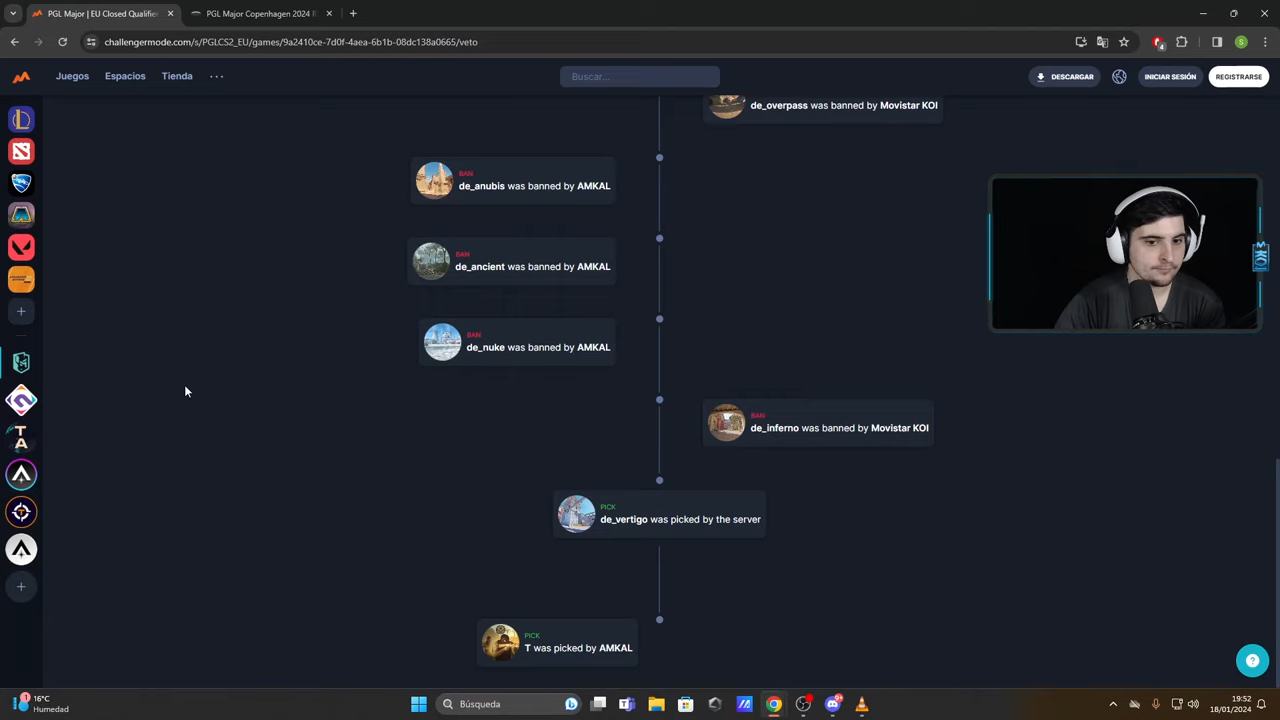 PGL Major | EU Closed Qualifie
PGL Major Copenhagen 2024 R
challengermode.com/s/PGLCS2_EU/games/9a2410ce-7d0f-4aea-6b1b-08dc138a0665/veto
4
S
Juegos
Espacios
Tienda
Buscar...
DESCARGAR
INICIAR SESIÓN
REGISTRARSE
de_overpass was banned by Movistar KOI
BAN
de_anubis was banned by AMKAL
BAN
de_ancient was banned by AMKAL
BAN
de_nuke was banned by AMKAL
BAN
de_inferno was banned by Movistar KOI
PICK
de_vertigo was picked by the server
PICK
T was picked by AMKAL
T
A
1
16°C
Humedad
Búsqueda
19:52
18/01/2024